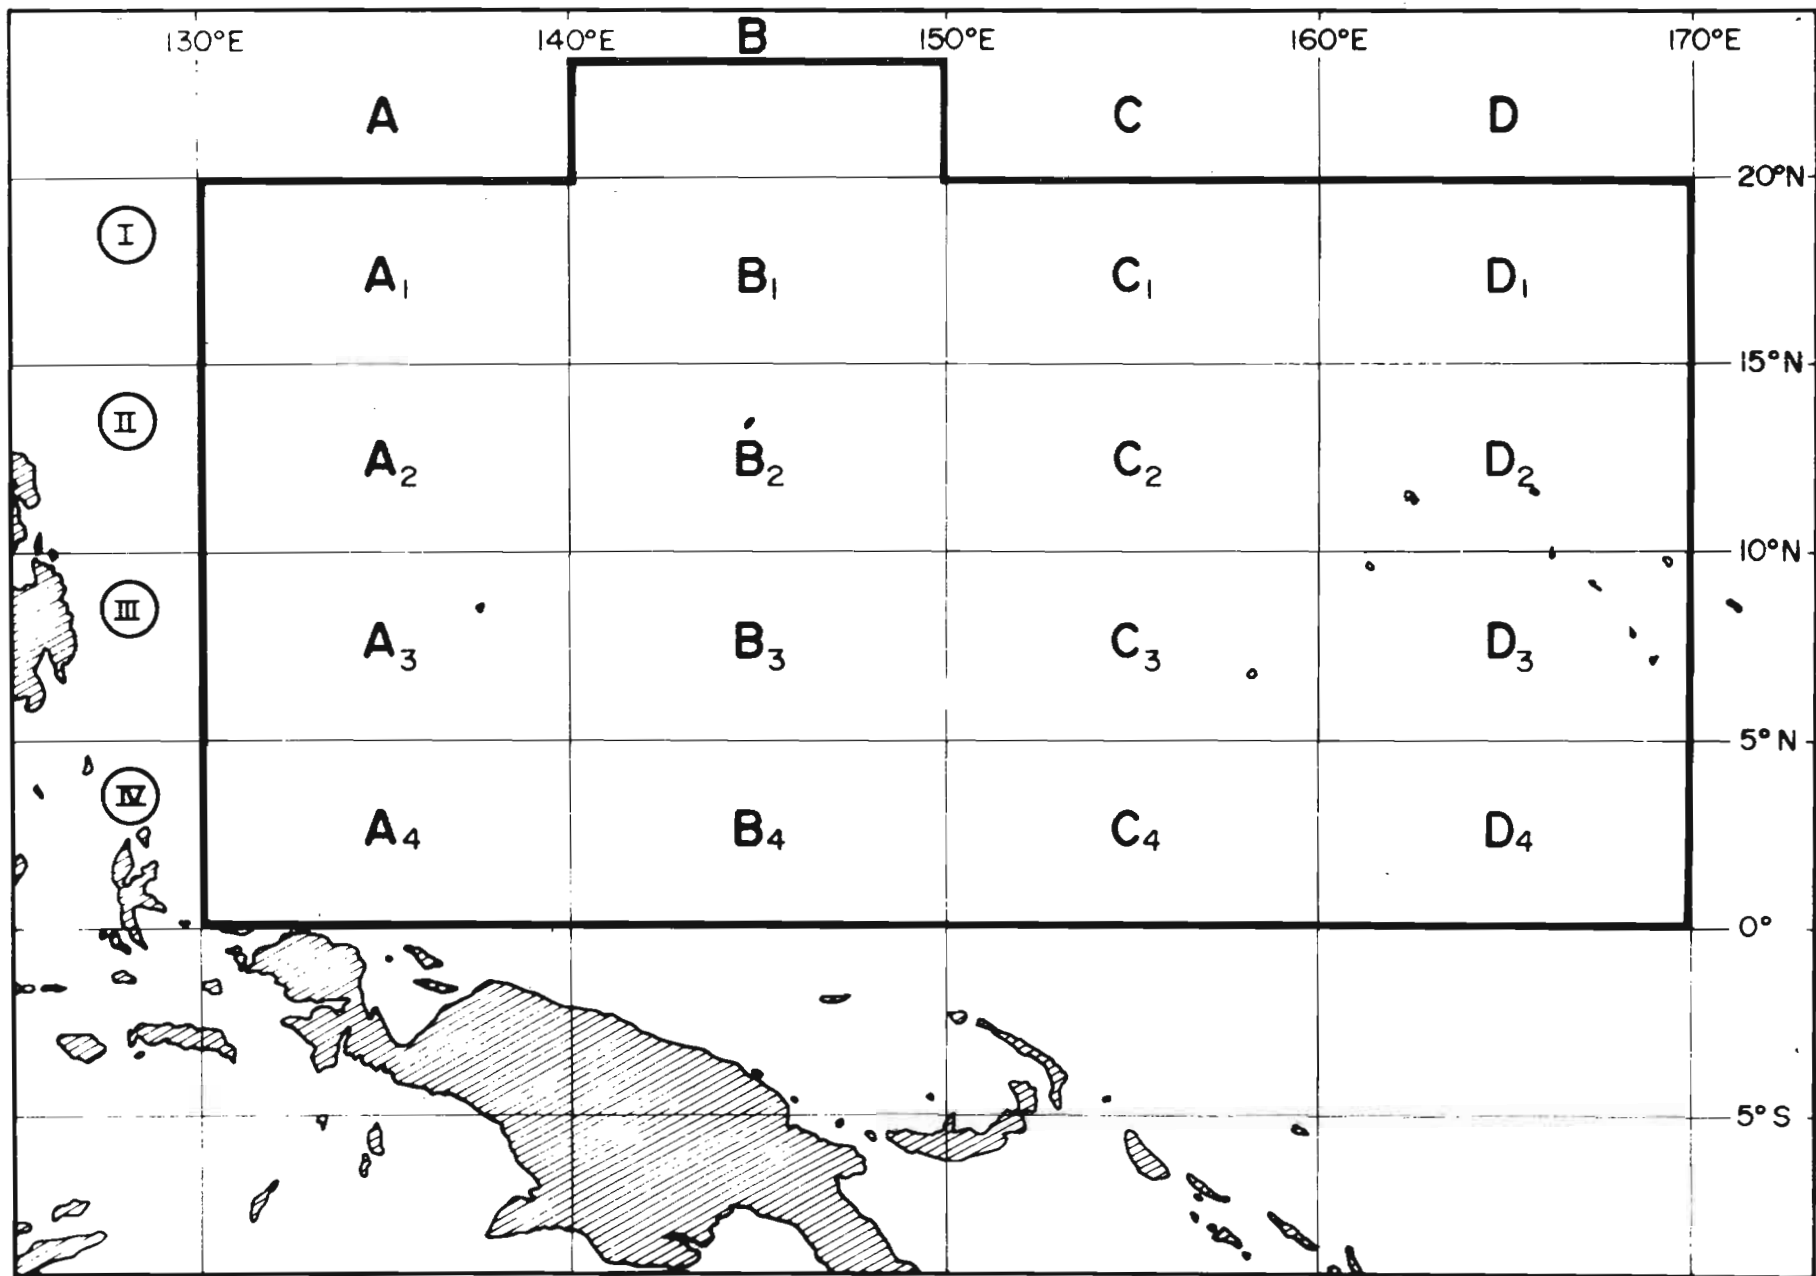 130°E 140°E B 150°E 160°E 170°E
A C D
20°N
I A₁ B₁ C₁ D₁
15°N
II A₂ B₂ C₂ D₂
10°N
III A₃ B₃ C₃ D₃
5°N
IV A₄ B₄ C₄ D₄
0°
5°S